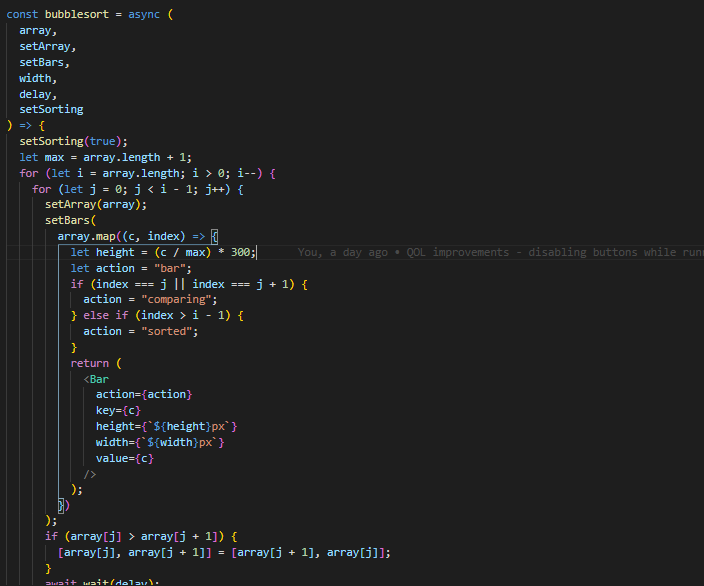 const bubblesort = async (
  array,
  setArray,
  setBars,
  width,
  delay,
  setSorting
) => {
  setSorting(true);
  let max = array.length + 1;
  for (let i = array.length; i > 0; i--) {
    for (let j = 0; j < i - 1; j++) {
      setArray(array);
      setBars(
        array.map((c, index) => {
          let height = (c / max) * 300; You, a day ago • QOL improvements - disabling buttons while runn
          let action = "bar";
          if (index === j || index === j + 1) {
            action = "comparing";
          } else if (index > i - 1) {
            action = "sorted";
          }
          return (
            <Bar
              action={action}
              key={c}
              height={`${height}px`}
              width={`${width}px`}
              value={c}
            />
          );
        })
      );
      if (array[j] > array[j + 1]) {
        [array[j], array[j + 1]] = [array[j + 1], array[j]];
      }
      await wait(delay);